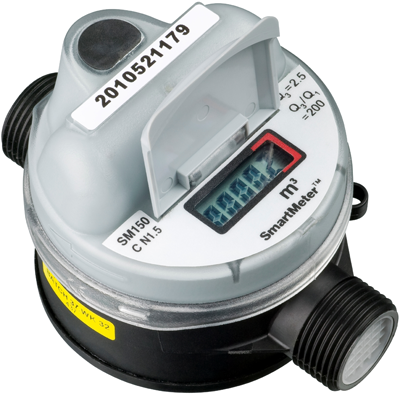 2010521179
Q₃=2.5
Q₃/Q₁
=200
m³
SmartMeter™
SM150
C N1.5